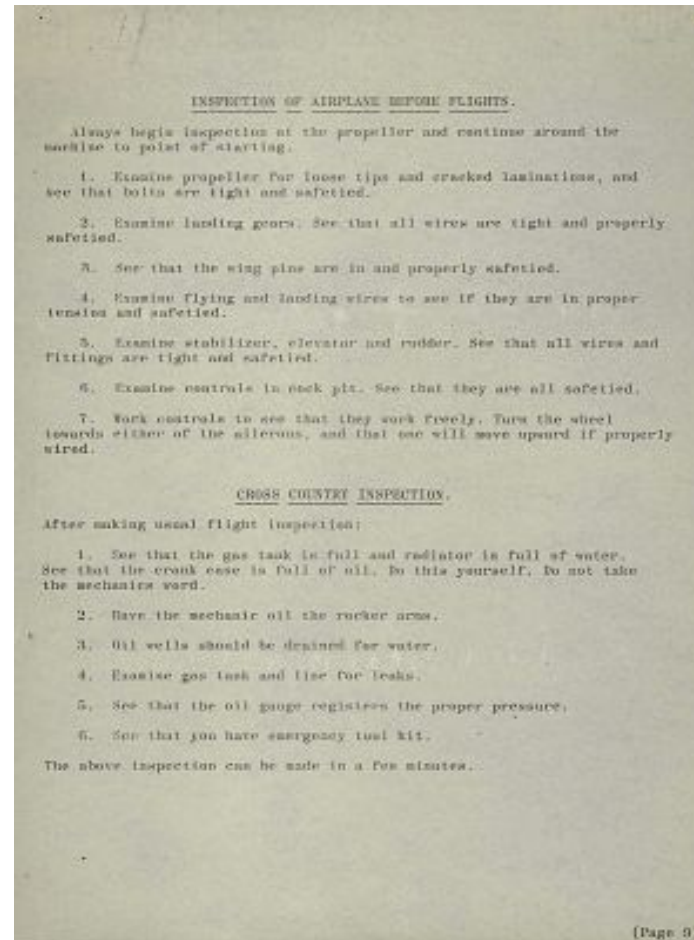 INSPECTION OF AIRPLANE BEFORE FLIGHTS.
Always begin inspection at the propeller and continue around the
machine to point of starting.
1. Examine propeller for loose tips and cracked laminations, and
see that bolts are tight and safetied.
2. Examine landing gears. See that all wires are tight and properly
safetied.
3. See that the wing pins are in and properly safetied.
4. Examine flying and landing wires to see if they are in proper
tension and safetied.
5. Examine stabilizer, elevator and rudder. See that all wires and
fittings are tight and safetied.
6. Examine controls in cock pit. See that they are all safetied.
7. Work controls to see that they work freely. Turn the wheel
towards either of the ailerons, and that one will move upward if properly
wired.
CROSS COUNTRY INSPECTION.
After making usual flight inspection:
1. See that the gas tank is full and radiator is full of water.
See that the crank case is full of oil. Do this yourself. Do not take
the mechanics word.
2. Have the mechanic oil the rocker arms.
3. Oil wells should be drained for water.
4. Examine gas tank and line for leaks.
5. See that the oil gauge registers the proper pressure.
6. See that you have emergency tool kit.
The above inspection can be made in a few minutes.
[Page 9